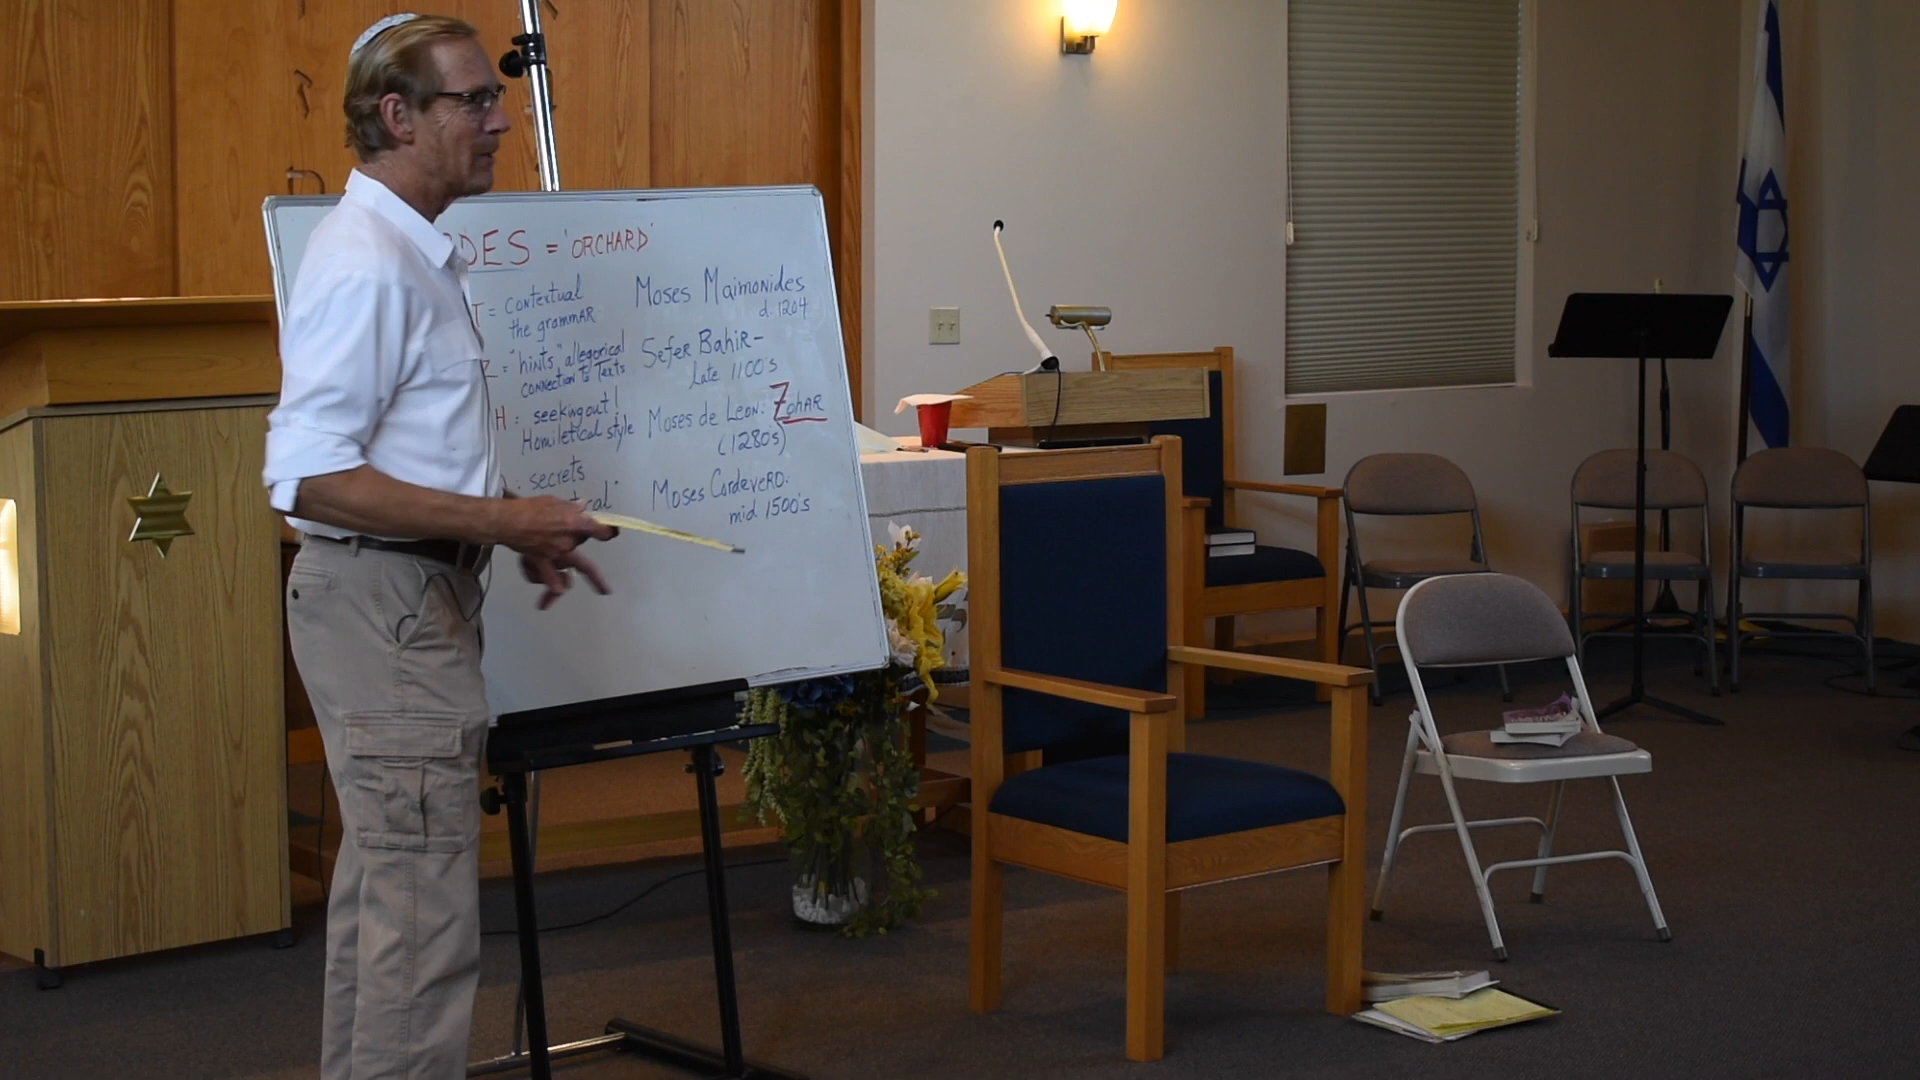 DES = 'ORCHARD'
T = contextual
the grammar
Z = "hints" allegorical
connection to Texts
H : seeking out!
Homiletical style
: secrets
cal"
Moses Maimonides
d. 1204
Sefer Bahir -
late 1100's
Moses de Leon: Zohar
(1280's)
Moses Cordevero:
mid 1500's